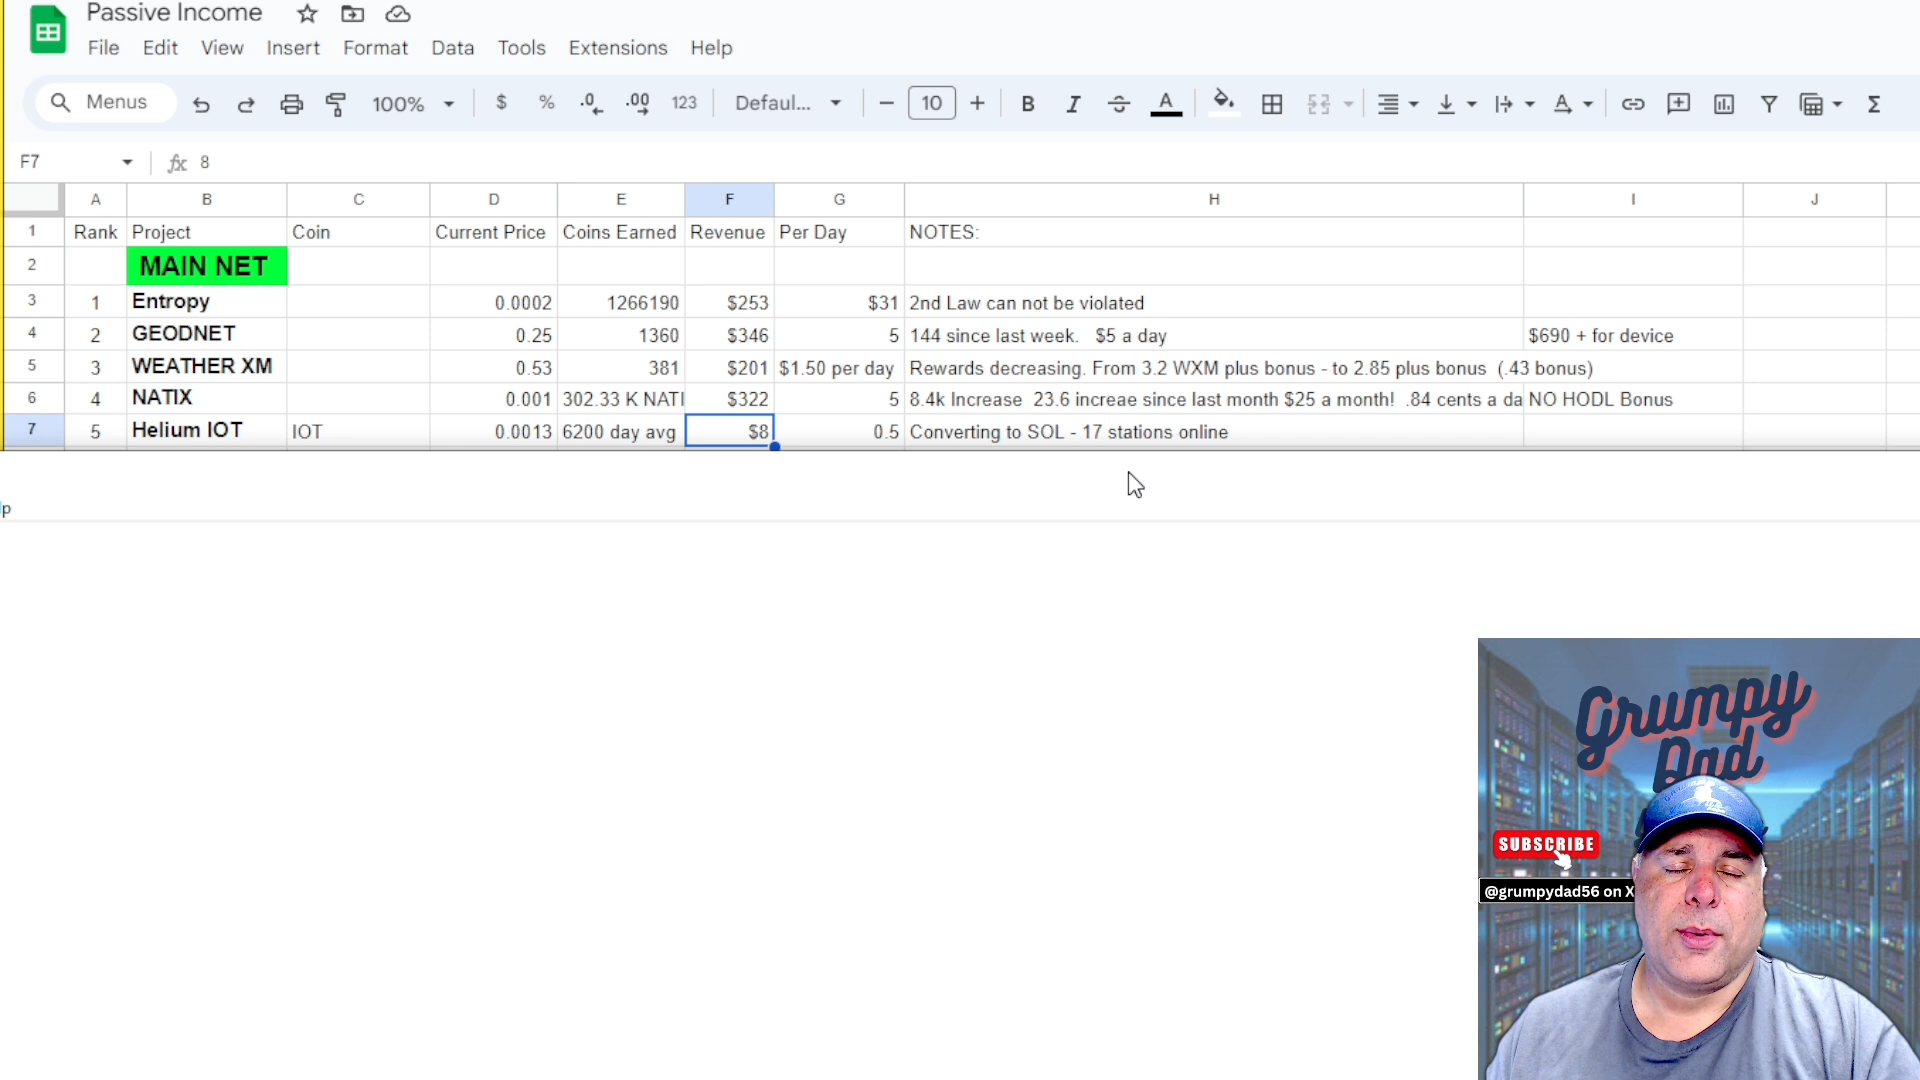 Passive Income
File Edit View Insert Format Data Tools Extensions Help
Menus 100% $ % .0 .00 123 Defaul... 10 B I A A Σ
F7 fx 8
A B C D E F G H I J
1 Rank Project Coin Current Price Coins Earned Revenue Per Day NOTES:
2 MAIN NET
3 1 Entropy 0.0002 1266190 $253 $31 2nd Law can not be violated
4 2 GEODNET 0.25 1360 $346 5 144 since last week. $5 a day $690 + for device
5 3 WEATHER XM 0.53 381 $201 $1.50 per day Rewards decreasing. From 3.2 WXM plus bonus - to 2.85 plus bonus (.43 bonus)
6 4 NATIX 0.001 302.33 K NATI $322 5 8.4k Increase 23.6 increae since last month $25 a month! .84 cents a da NO HODL Bonus
7 5 Helium IOT IOT 0.0013 6200 day avg $8 0.5 Converting to SOL - 17 stations online
p
Grumpy
Dad
SUBSCRIBE
@grumpydad56 on X